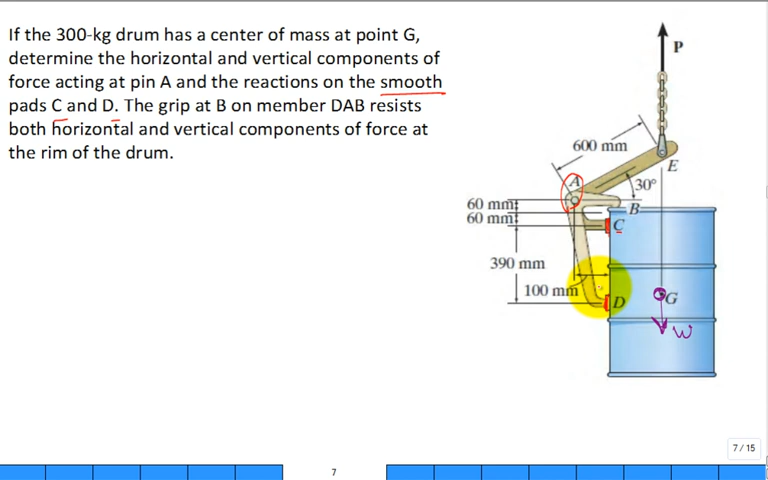 If the 300-kg drum has a center of mass at point G,
determine the horizontal and vertical components of
force acting at pin A and the reactions on the smooth
pads C and D. The grip at B on member DAB resists
both horizontal and vertical components of force at
the rim of the drum.
P
600 mm
E
A
30°
60 mm
B
60 mm
C
390 mm
100 mm
D
G
W
7 / 15
7